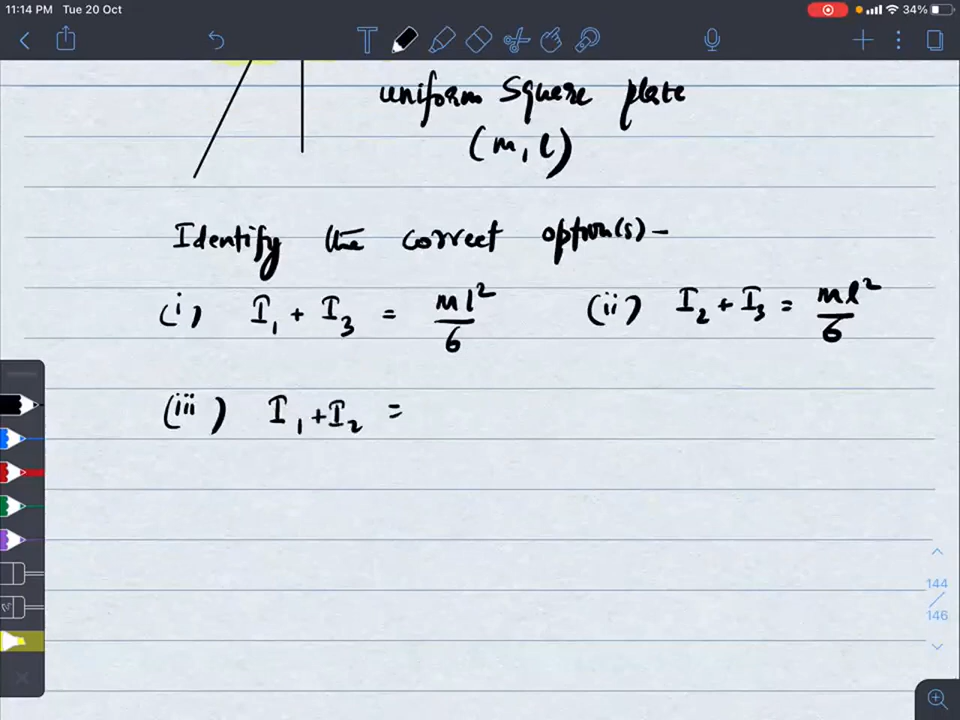 11:14 PM Tue 20 Oct
34%
uniform square plate
(m, l)
Identify the correct option(s) -
(i) I₁ + I₃ = ml²/6 (ii) I₂ + I₃ = ml²/6
(iii) I₁ + I₂ =
144
/
146